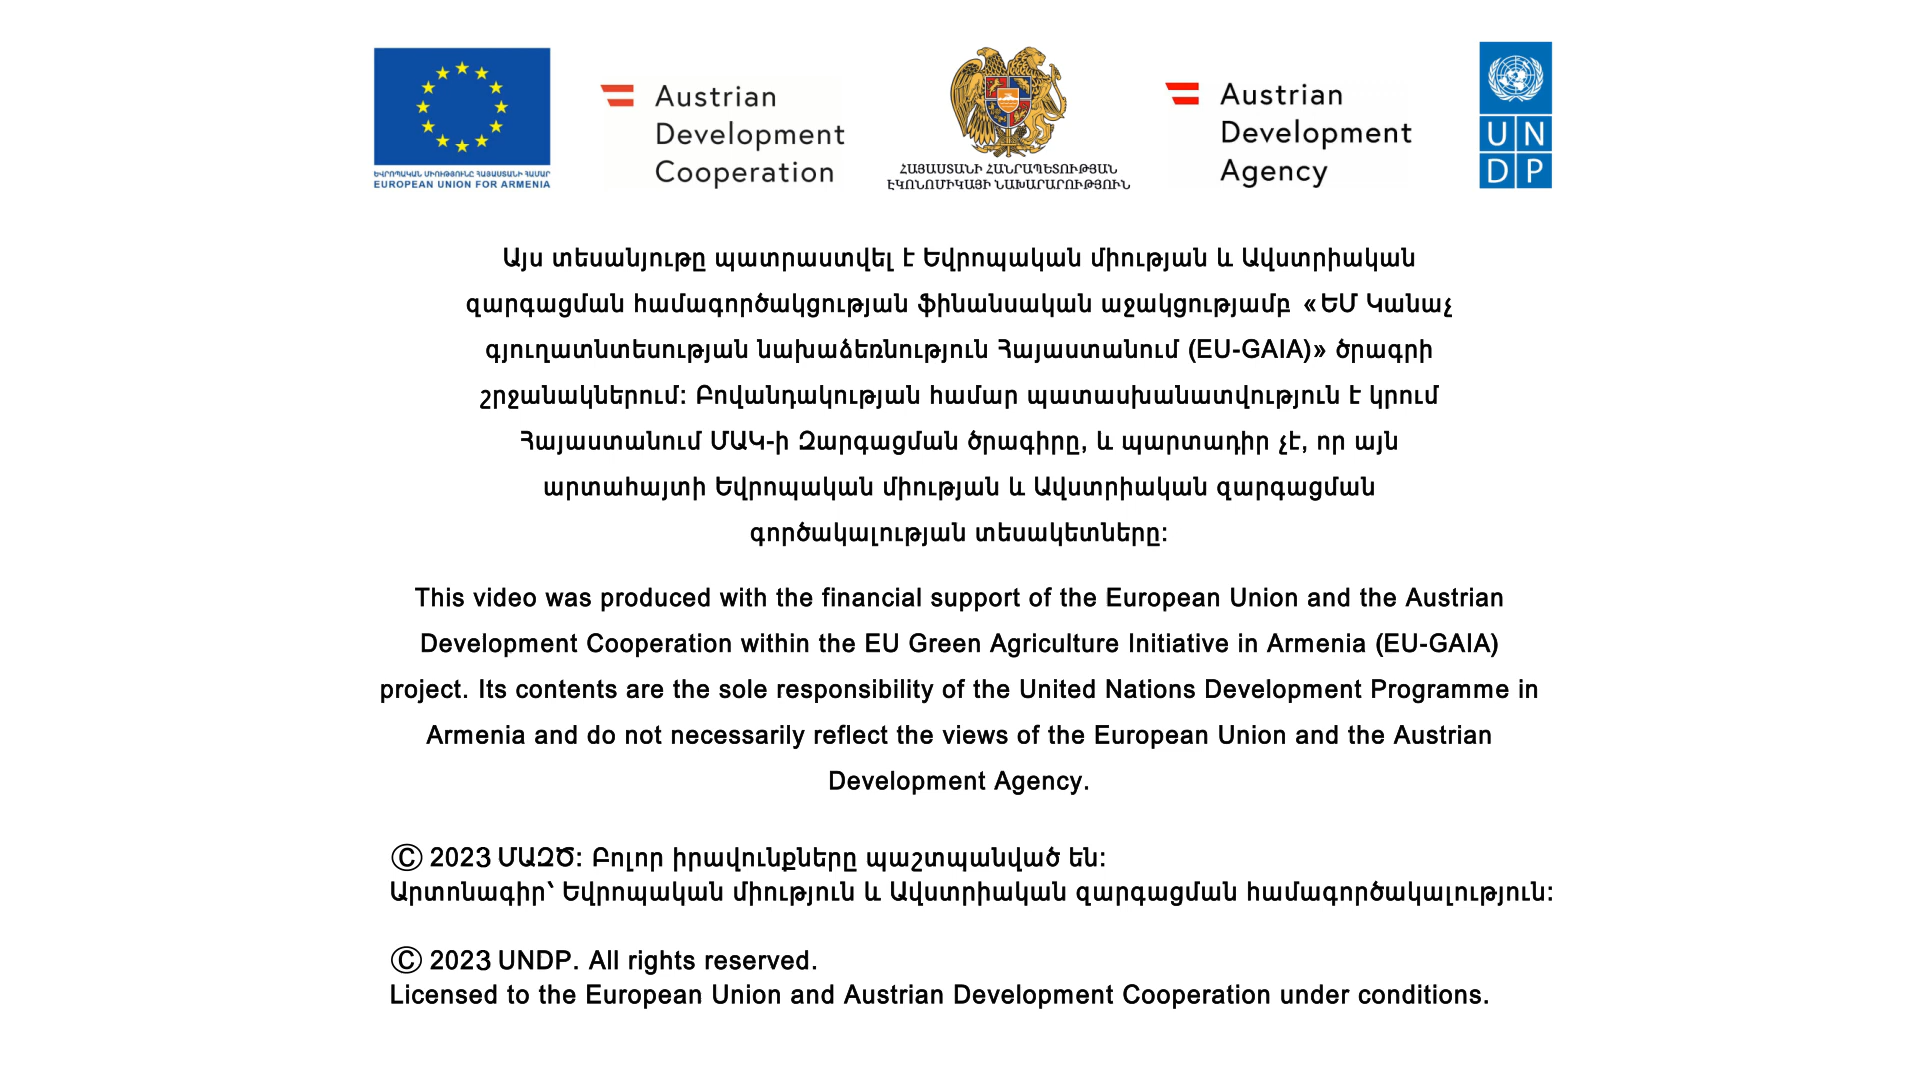 ԵՎՐՈՊԱԿԱՆ ՄԻՈՒԹՅՈՒՆԸ ՀԱՅԱՍՏԱՆԻ ՀԱՄԱՐ
EUROPEAN UNION FOR ARMENIA
Austrian
Development
Cooperation
ՀԱՅԱՍՏԱՆԻ ՀԱՆՐԱՊԵՏՈՒԹՅԱՆ
ԷԿՈՆՈՄԻԿԱՅԻ ՆԱԽԱՐԱՐՈՒԹՅՈՒՆ
Austrian
Development
Agency
U N
D P
Այս տեսանյութը պատրաստվել է Եվրոպական միության և Ավստրիական
զարգացման համագործակցության ֆինանսական աջակցությամբ «ԵՄ Կանաչ
գյուղատնտեսության նախաձեռնություն Հայաստանում (EU-GAIA)» ծրագրի
շրջանակներում: Բովանդակության համար պատասխանատվություն է կրում
Հայաստանում ՄԱԿ-ի Զարգացման ծրագիրը, և պարտադիր չէ, որ այն
արտահայտի Եվրոպական միության և Ավստրիական զարգացման
գործակալության տեսակետները:
This video was produced with the financial support of the European Union and the Austrian
Development Cooperation within the EU Green Agriculture Initiative in Armenia (EU-GAIA)
project. Its contents are the sole responsibility of the United Nations Development Programme in
Armenia and do not necessarily reflect the views of the European Union and the Austrian
Development Agency.
Ⓒ 2023 ՄԱԶԾ: Բոլոր իրավունքները պաշտպանված են:
Արտոնագիր՝ Եվրոպական միություն և Ավստրիական զարգացման համագործակալություն:
Ⓒ 2023 UNDP. All rights reserved.
Licensed to the European Union and Austrian Development Cooperation under conditions.